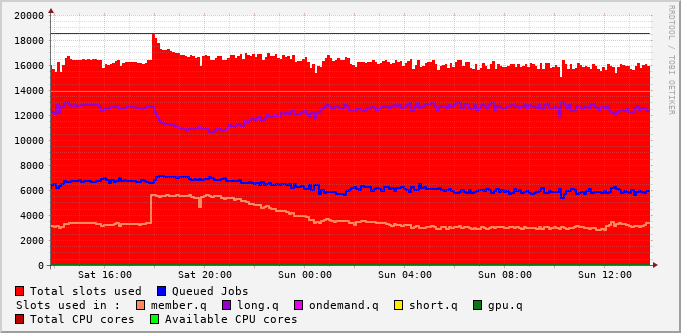 20000
18000
16000
14000
12000
10000
8000
6000
4000
2000
0
Sat 16:00 Sat 20:00 Sun 00:00 Sun 04:00 Sun 08:00 Sun 12:00
RRDTOOL / TOBI OETIKER
Total slots used Queued Jobs
Slots used in : member.q long.q ondemand.q short.q gpu.q
Total CPU cores Available CPU cores